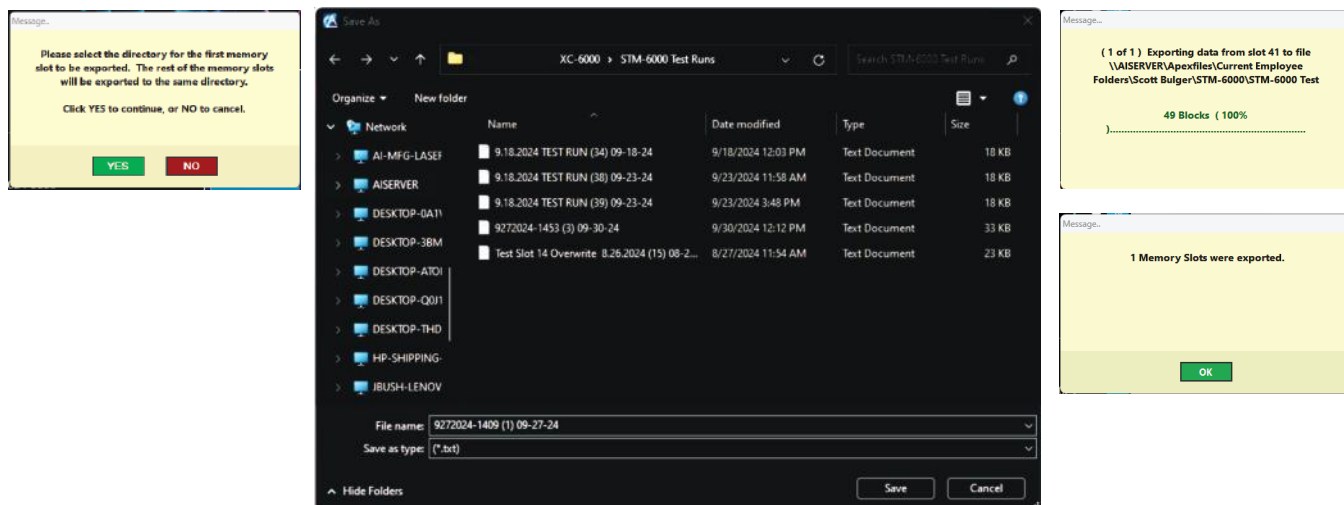 Message..
Please select the directory for the first memory
slot to be exported. The rest of the memory slots
will be exported to the same directory.
Click YES to continue, or NO to cancel.
YES NO
Save As
XC-6000 › STM-6000 Test Runs
Search STM-6000 Test Runs
Organize New folder
Network
AI-MFG-LASEF
AISERVER
DESKTOP-0A1
DESKTOP-3BM
DESKTOP-ATOI
DESKTOP-Q0J1
DESKTOP-THD
HP-SHIPPING-
JBUSH-LENOV
Name Date modified Type Size
9.18.2024 TEST RUN (34) 09-18-24 9/18/2024 12:03 PM Text Document 18 KB
9.18.2024 TEST RUN (38) 09-23-24 9/23/2024 11:58 AM Text Document 18 KB
9.18.2024 TEST RUN (39) 09-23-24 9/23/2024 3:48 PM Text Document 18 KB
9272024-1453 (3) 09-30-24 9/30/2024 12:12 PM Text Document 33 KB
Test Slot 14 Overwrite 8.26.2024 (15) 08-2... 8/27/2024 11:54 AM Text Document 23 KB
File name: 9272024-1409 (1) 09-27-24
Save as type: (*.txt)
Hide Folders Save Cancel
Message...
( 1 of 1 ) Exporting data from slot 41 to file
\\AISERVER\Apexfiles\Current Employee
Folders\Scott Bulger\STM-6000\STM-6000 Test
49 Blocks ( 100%
)..................................................................
Message...
1 Memory Slots were exported.
OK